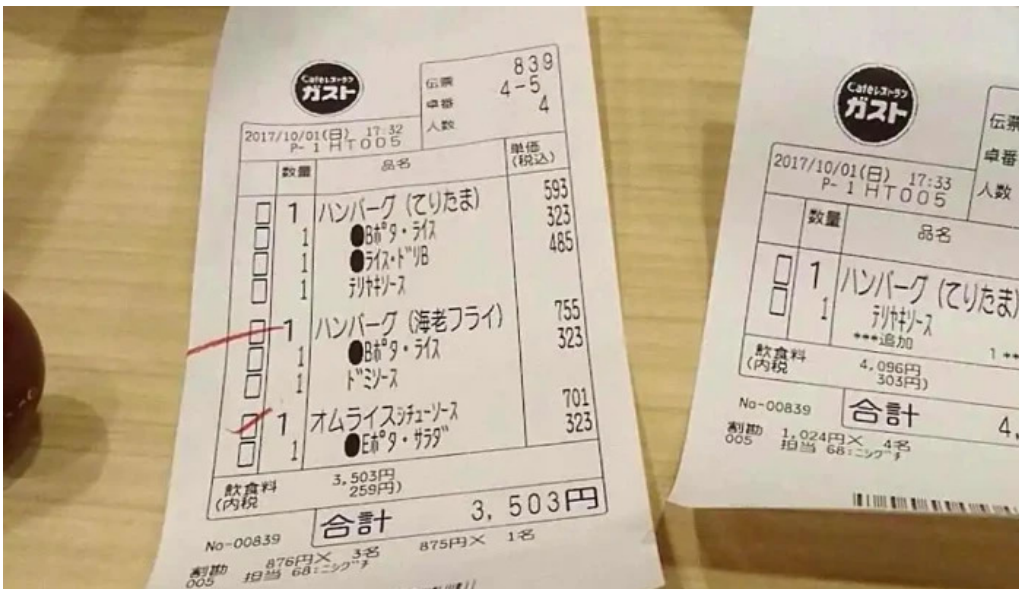 Cafeレストラン
ガスト
伝票 839
卓番 4-5
人数 4
2017/10/01(日) 17:32
P- 1 HT005
数量 品名 単価(税込)
1 ハンバーグ (てりたま) 593
1 ●Bポタ・ライス 323
1 ●ライス・ドリB 485
1 テリヤキソース
1 ハンバーグ (海老フライ) 755
1 ●Bポタ・ライス 323
1 ドミソース
1 オムライスシチューソース 701
1 ●Eポタ・サラダ 323
飲食料 3,503円
(内税 259円)
合計 3,503円
No-00839
割勘 876円× 3名 875円× 1名
005 担当 68:ニシグチ
Cafeレストラン
ガスト
伝票
卓番
人数
2017/10/01(日) 17:33
P- 1 HT005
数量 品名
1 ハンバーグ (てりたま)
1 テリヤキソース
***追加 1 **
飲食料 4,096円
(内税 303円)
合計 4,
No-00839
割勘 1,024円× 4名
005 担当 68:ニシグチ